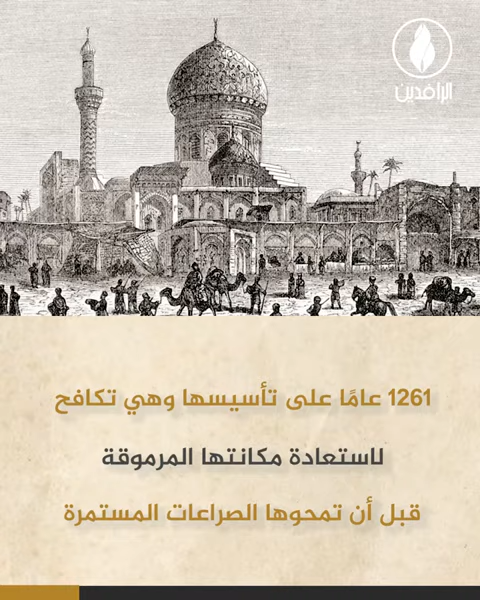 الرافدين
1261 عامًا على تأسيسها وهي تكافح
لاستعادة مكانتها المرموقة
قبل أن تمحوها الصراعات المستمرة